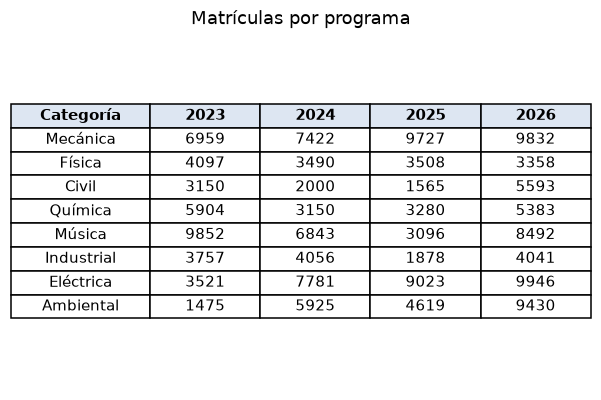 Matrículas por programa
Categoría 2023 2024 2025 2026
Mecánica 6959 7422 9727 9832
Física 4097 3490 3508 3358
Civil 3150 2000 1565 5593
Química 5904 3150 3280 5383
Música 9852 6843 3096 8492
Industrial 3757 4056 1878 4041
Eléctrica 3521 7781 9023 9946
Ambiental 1475 5925 4619 9430